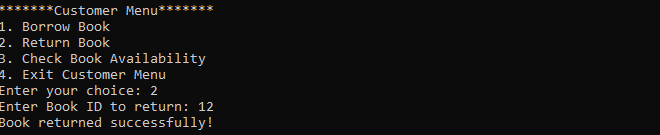 *******Customer Menu*******
1. Borrow Book
2. Return Book
3. Check Book Availability
4. Exit Customer Menu
Enter your choice: 2
Enter Book ID to return: 12
Book returned successfully!